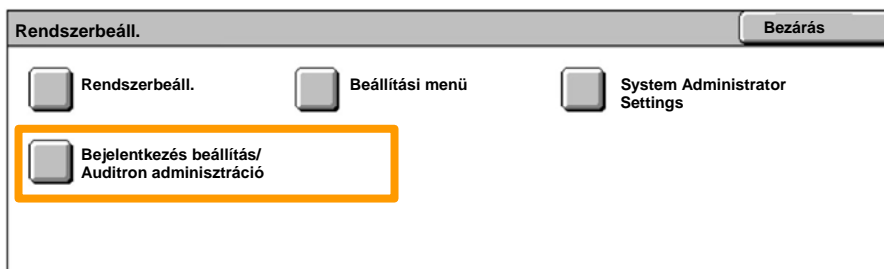 Rendszerbeáll.
Bezárás
Rendszerbeáll.
Beállítási menü
System Administrator
Settings
Bejelentkezés beállítás/
Auditron adminisztráció